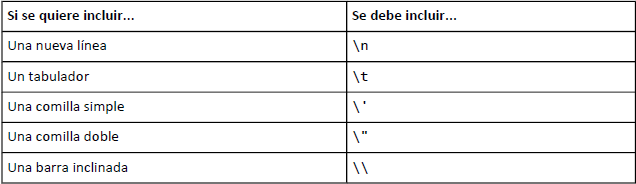 Si se quiere incluir... Se debe incluir...
Una nueva línea \n
Un tabulador \t
Una comilla simple \'
Una comilla doble \"
Una barra inclinada \\